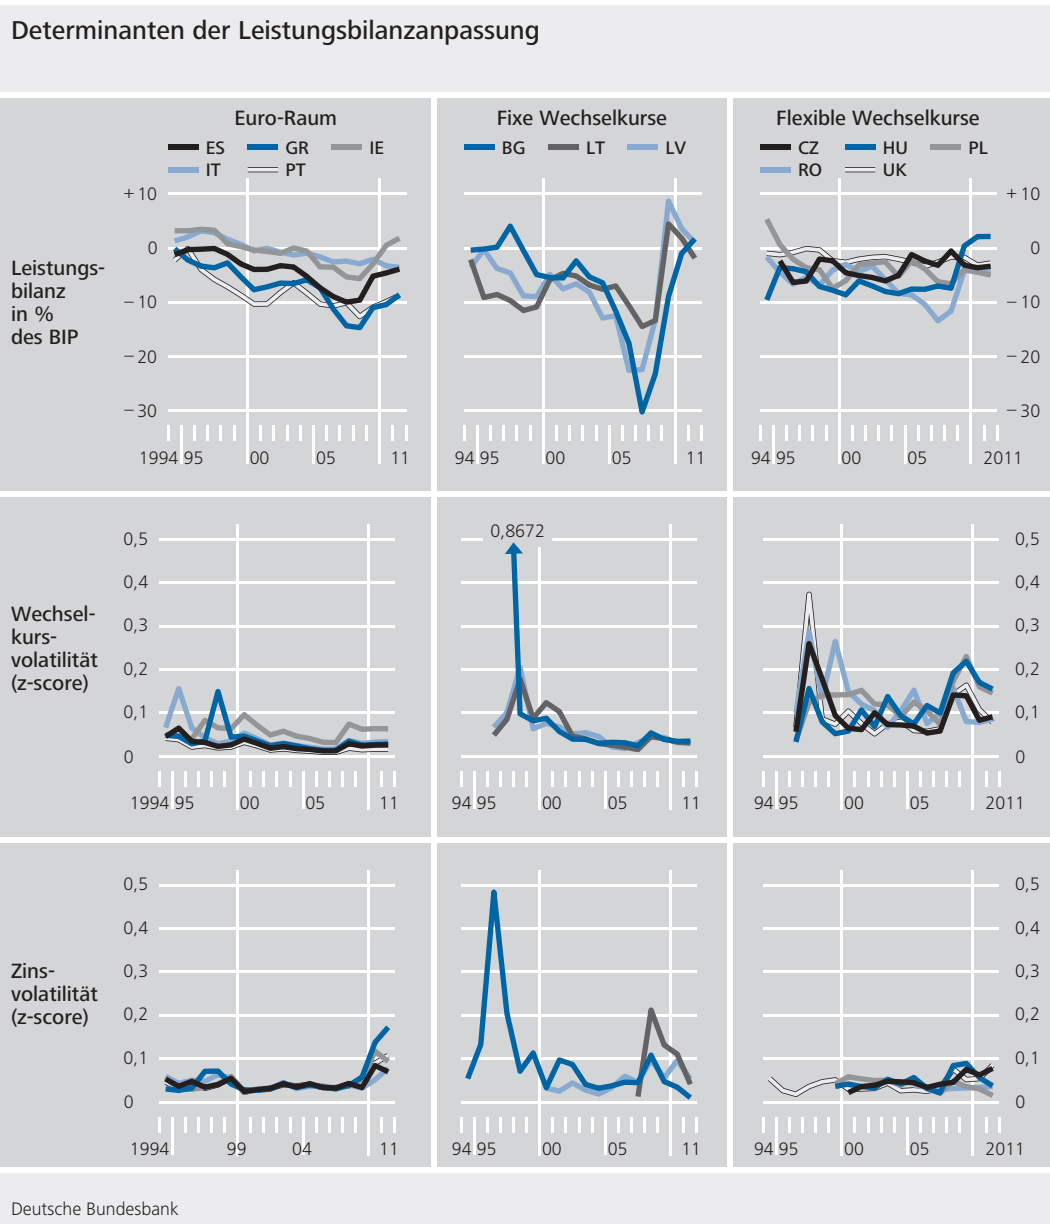 Determinanten der Leistungsbilanzanpassung
Euro-Raum
ES GR IE
IT PT
Fixe Wechselkurse
BG LT LV
Flexible Wechselkurse
CZ HU PL
RO UK
Leistungs-
bilanz
in %
des BIP
+ 10
0
− 10
− 20
− 30
+ 10
0
− 10
− 20
− 30
1994 95 00 05 11
94 95 00 05 11
94 95 00 05 2011
Wechsel-
kurs-
volatilität
(z-score)
0,5
0,4
0,3
0,2
0,1
0
0,8672
0,5
0,4
0,3
0,2
0,1
0
1994 95 00 05 11
94 95 00 05 11
94 95 00 05 2011
Zins-
volatilität
(z-score)
0,5
0,4
0,3
0,2
0,1
0
0,5
0,4
0,3
0,2
0,1
0
1994 99 04 11
94 95 00 05 11
94 95 00 05 2011
Deutsche Bundesbank